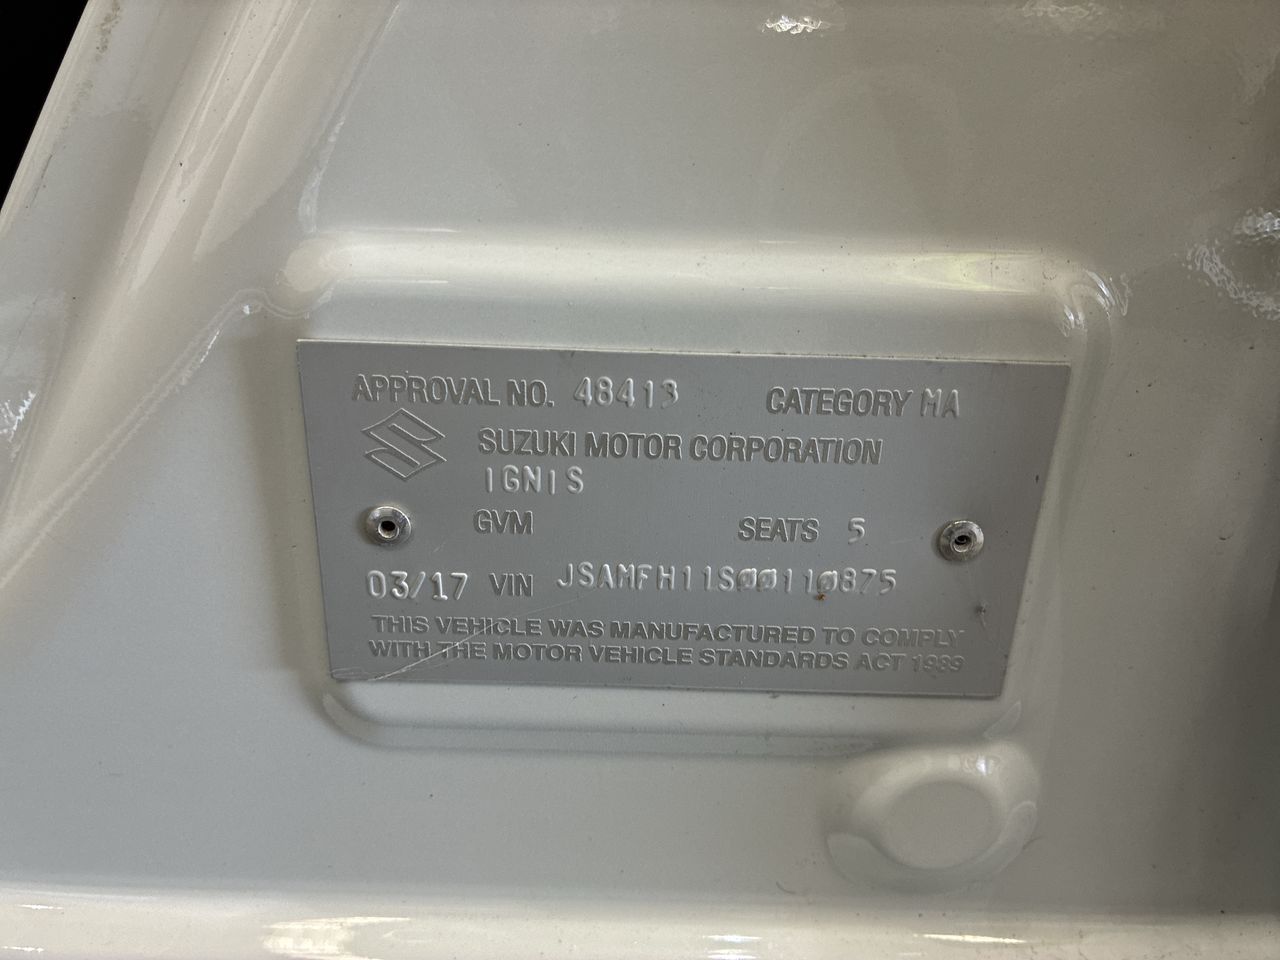 APPROVAL NO. 48413 CATEGORY MA
SUZUKI MOTOR CORPORATION
IGNIS
GVM SEATS 5
03/17 VIN JSAMFH11S00110875
THIS VEHICLE WAS MANUFACTURED TO COMPLY
WITH THE MOTOR VEHICLE STANDARDS ACT 1989